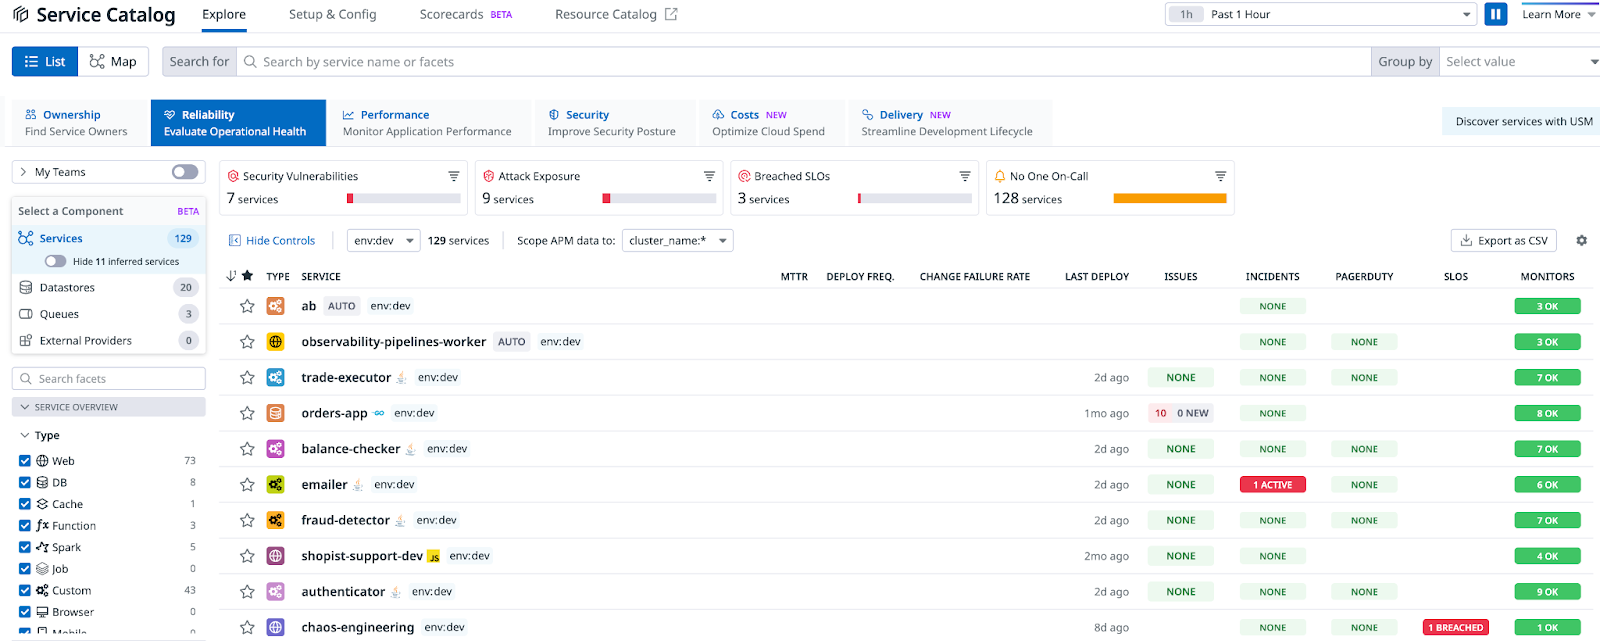 Service Catalog Explore Setup & Config Scorecards BETA Resource Catalog 1h Past 1 Hour Learn More
List Map Search for Search by service name or facets Group by Select value
Ownership Reliability Performance Security Costs NEW Delivery NEW
Find Service Owners Evaluate Operational Health Monitor Application Performance Improve Security Posture Optimize Cloud Spend Streamline Development Lifecycle Discover services with USM
My Teams
Select a Component BETA
Services 129
Hide 11 inferred services
Datastores 20
Queues 3
External Providers 0
Search facets
SERVICE OVERVIEW
Type
Web 73
DB 8
Cache 1
Function 3
Spark 5
Job 0
Custom 43
Browser 0
Mobile 0
Security Vulnerabilities Attack Exposure Breached SLOs No One On-Call
7 services 9 services 3 services 128 services
Hide Controls env:dev 129 services Scope APM data to: cluster_name:* Export as CSV
TYPE SERVICE MTTR DEPLOY FREQ. CHANGE FAILURE RATE LAST DEPLOY ISSUES INCIDENTS PAGERDUTY SLOS MONITORS
ab AUTO env:dev NONE 3 OK
observability-pipelines-worker AUTO env:dev NONE NONE 3 OK
trade-executor env:dev 2d ago NONE NONE NONE 7 OK
orders-app env:dev 1mo ago 10 0 NEW NONE 8 OK
balance-checker env:dev 2d ago NONE NONE NONE 7 OK
emailer env:dev 2d ago NONE 1 ACTIVE NONE 6 OK
fraud-detector env:dev 2d ago NONE NONE NONE 7 OK
shopist-support-dev JS env:dev 2mo ago NONE NONE 4 OK
authenticator env:dev 2d ago NONE NONE NONE 9 OK
chaos-engineering env:dev 8d ago NONE NONE 1 BREACHED 1 OK